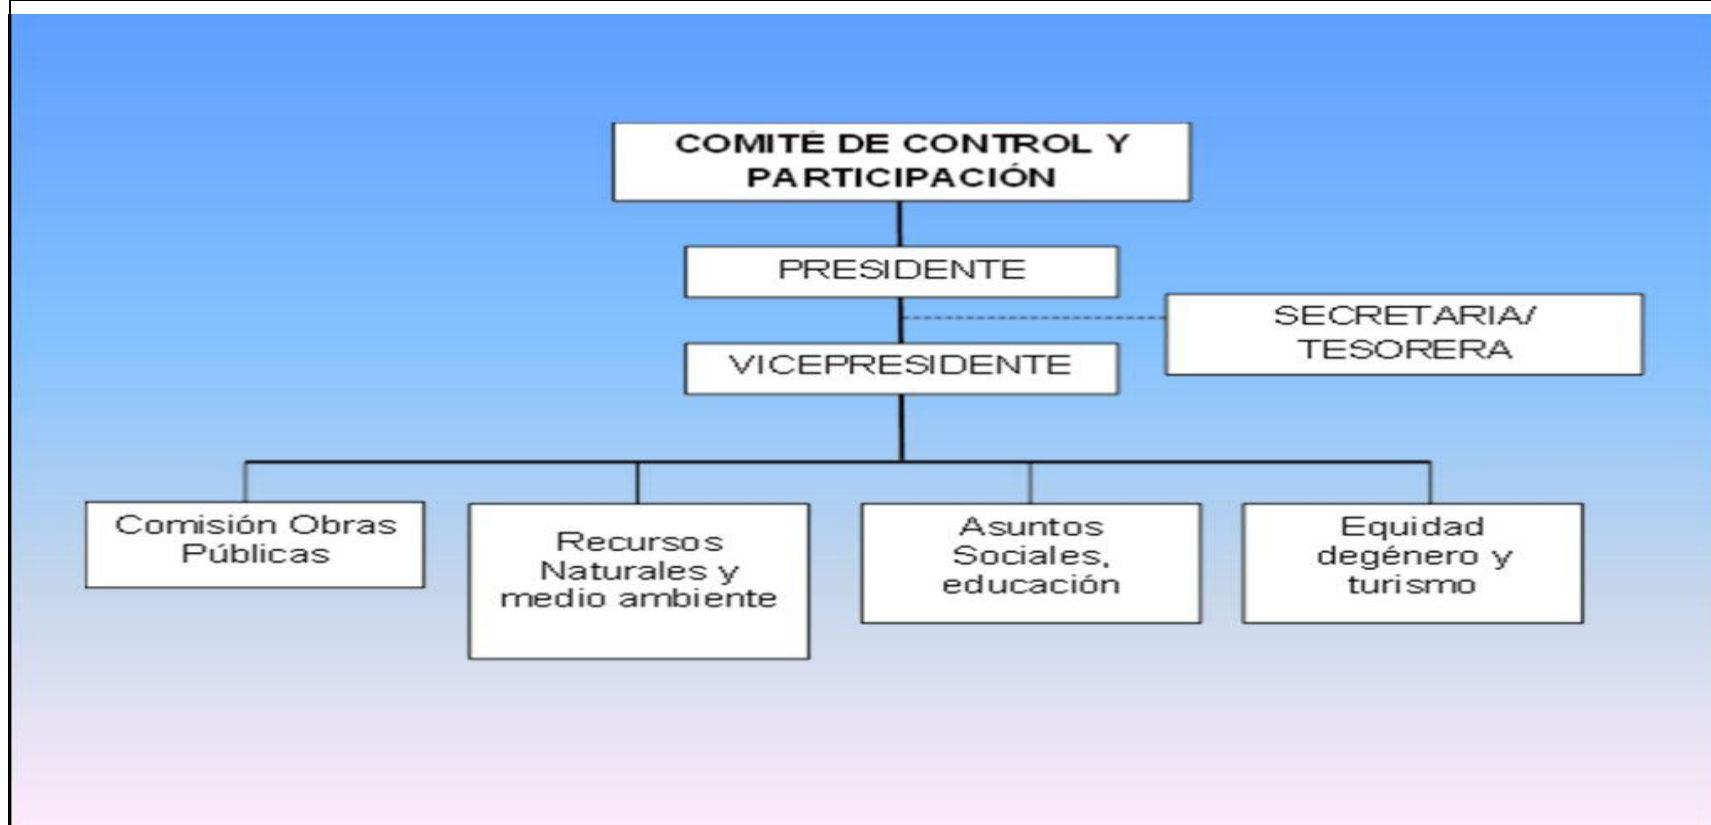 COMITÉ DE CONTROL Y
PARTICIPACIÓN
PRESIDENTE
SECRETARIA/
TESORERA
VICEPRESIDENTE
Comisión Obras
Públicas
Recursos
Naturales y
medio ambiente
Asuntos
Sociales,
educación
Equidad
degénero y
turismo